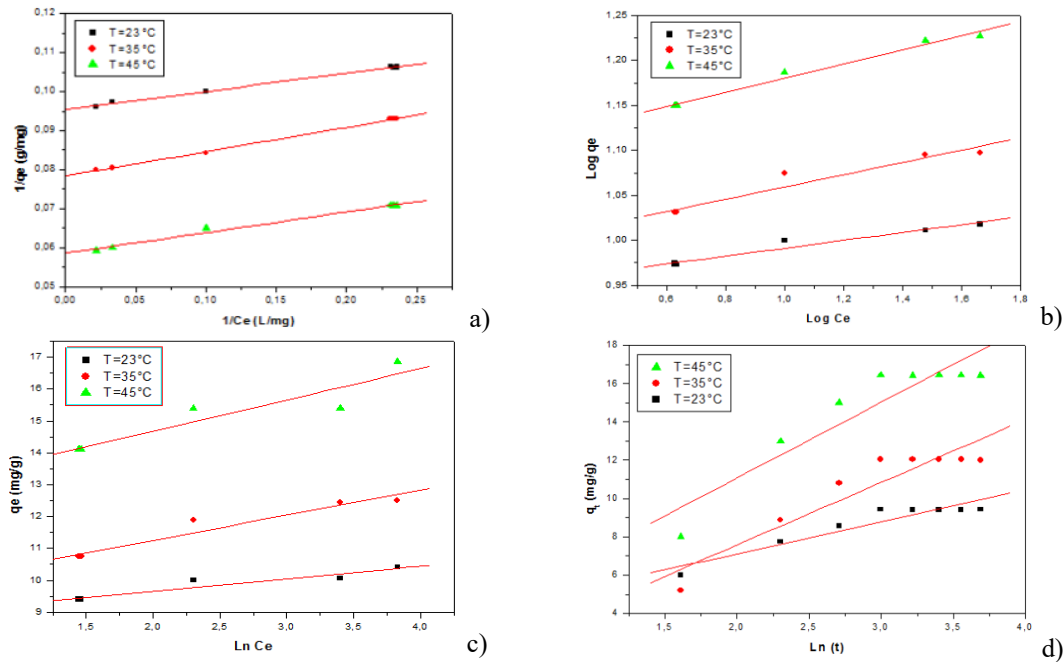 0,12
0,11
0,10
0,09
0,08
0,07
0,06
0,05
1/qe (g/mg)
T=23°C
T=35°C
T=45°C
0,00 0,05 0,10 0,15 0,20 0,25
1/Ce (L/mg)
a)
1,25
1,20
1,15
1,10
1,05
1,00
0,95
Log qe
T=23°C
T=35°C
T=45°C
0,6 0,8 1,0 1,2 1,4 1,6 1,8
Log Ce
b)
17
16
15
14
13
12
11
10
9
qe (mg/g)
T=23°C
T=35°C
T=45°C
1,5 2,0 2,5 3,0 3,5 4,0
Ln Ce
c)
18
16
14
12
10
8
6
4
qt (mg/g)
T=45°C
T=35°C
T=23°C
1,5 2,0 2,5 3,0 3,5 4,0
Ln (t)
d)